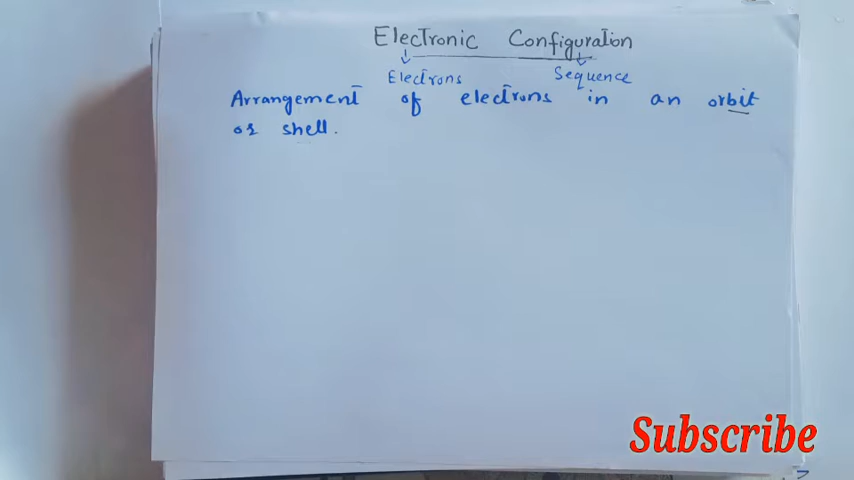 Electronic Configuration
Electrons Sequence
Arrangement of electrons in an orbit
or shell.
Subscribe